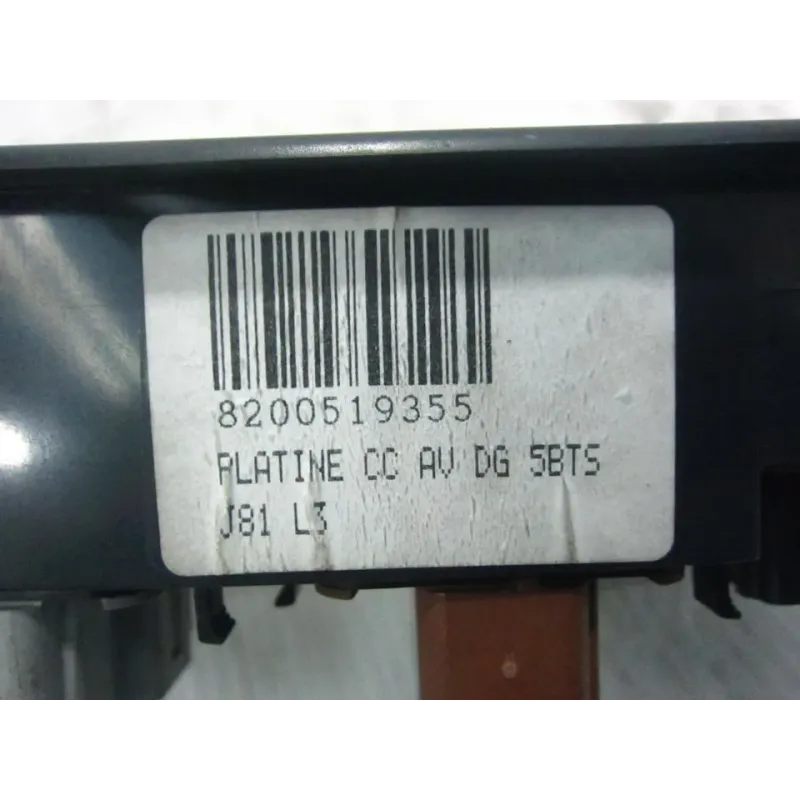 8200519355
PLATINE CC AV DG 5BTS
J81 L3